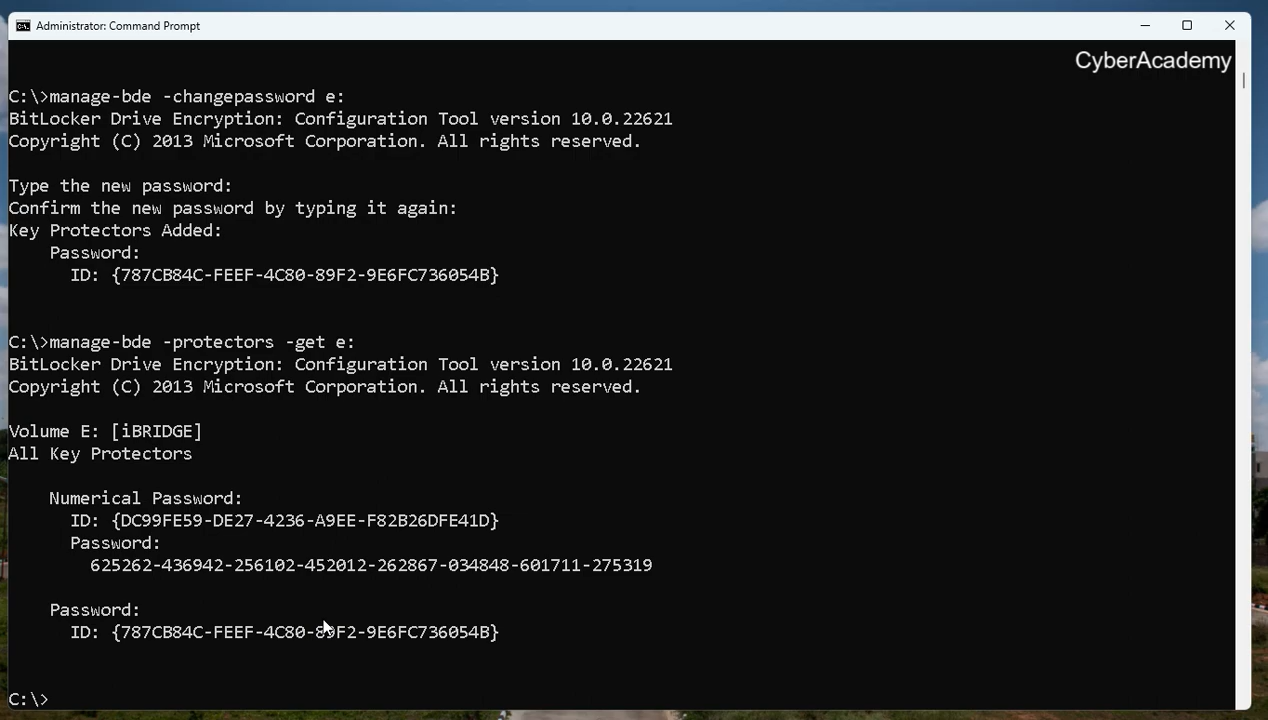 Administrator: Command Prompt
CyberAcademy
C:\>manage-bde -changepassword e:
BitLocker Drive Encryption: Configuration Tool version 10.0.22621
Copyright (C) 2013 Microsoft Corporation. All rights reserved.
Type the new password:
Confirm the new password by typing it again:
Key Protectors Added:
Password:
ID: {787CB84C-FEEF-4C80-89F2-9E6FC736054B}
C:\>manage-bde -protectors -get e:
BitLocker Drive Encryption: Configuration Tool version 10.0.22621
Copyright (C) 2013 Microsoft Corporation. All rights reserved.
Volume E: [iBRIDGE]
All Key Protectors
Numerical Password:
ID: {DC99FE59-DE27-4236-A9EE-F82B26DFE41D}
Password:
625262-436942-256102-452012-262867-034848-601711-275319
Password:
ID: {787CB84C-FEEF-4C80-89F2-9E6FC736054B}
C:\>